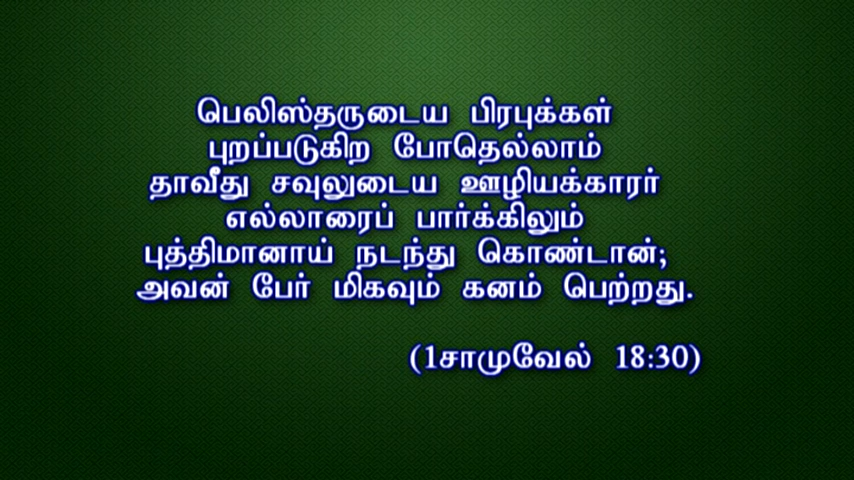 பெலிஸ்தருடைய பிரபுக்கள்
புறப்படுகிற போதெல்லாம்
தாவீது சவுலுடைய ஊழியக்காரர்
எல்லாரைப் பார்க்கிலும்
புத்திமானாய் நடந்து கொண்டான்;
அவன் பேர் மிகவும் கனம் பெற்றது.
(1சாமுவேல் 18:30)